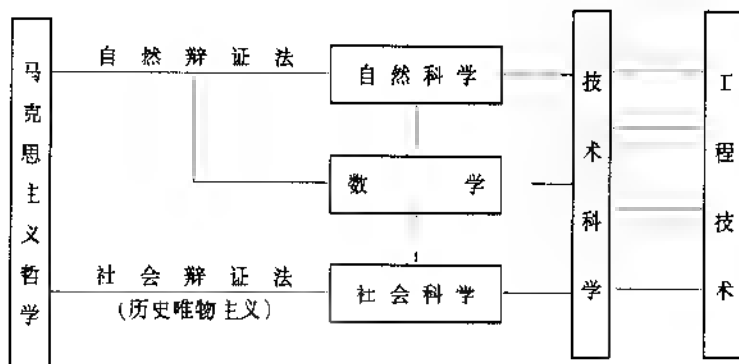 马克思主义哲学
自然辩证法
自然科学
数学
社会辩证法
(历史唯物主义)
社会科学
技术科学
工程技术